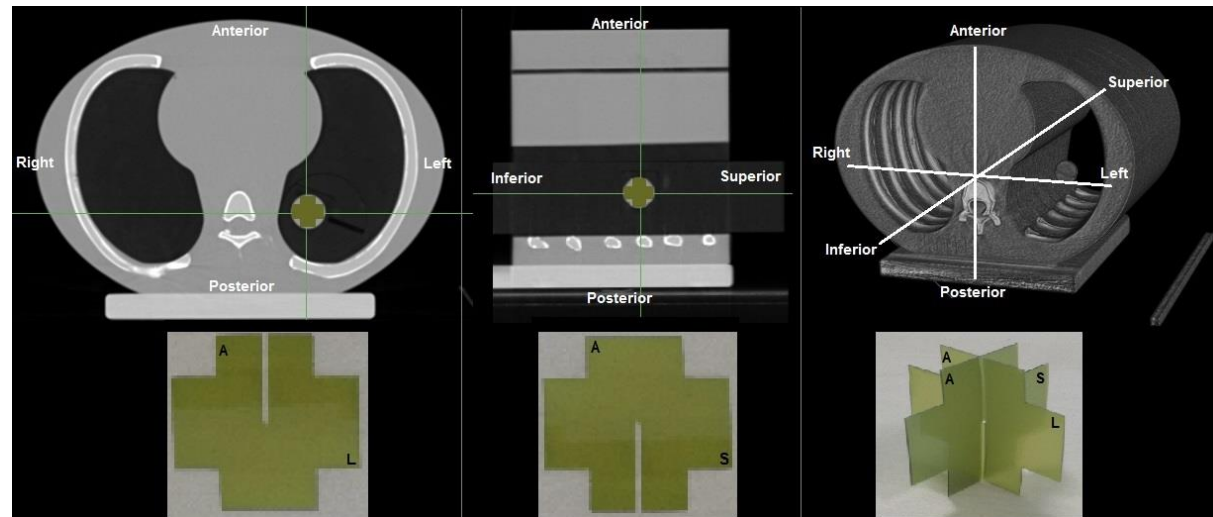 Anterior
Right
Left
Posterior
A
L
Anterior
Inferior
Superior
Posterior
A
S
Anterior
Superior
Right
Left
Inferior
Posterior
A
A
S
L